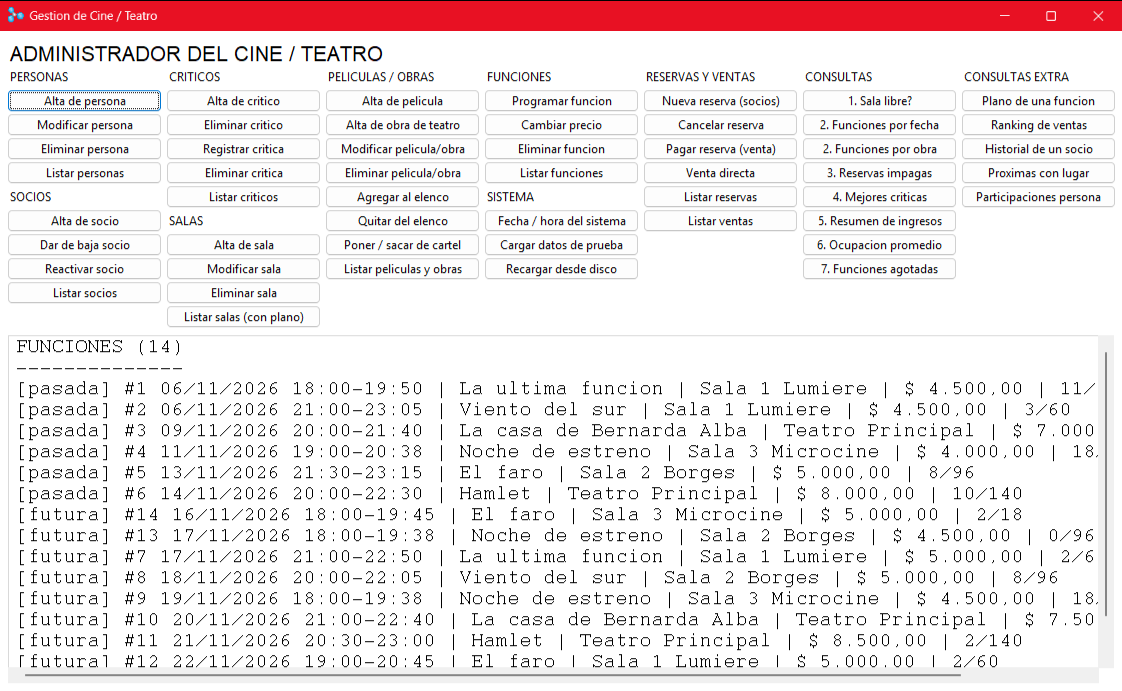 Gestion de Cine / Teatro
ADMINISTRADOR DEL CINE / TEATRO
PERSONAS
Alta de persona
Modificar persona
Eliminar persona
Listar personas
SOCIOS
Alta de socio
Dar de baja socio
Reactivar socio
Listar socios
CRITICOS
Alta de critico
Eliminar critico
Registrar critica
Eliminar critica
Listar criticos
SALAS
Alta de sala
Modificar sala
Eliminar sala
Listar salas (con plano)
PELICULAS / OBRAS
Alta de pelicula
Alta de obra de teatro
Modificar pelicula/obra
Eliminar pelicula/obra
Agregar al elenco
Quitar del elenco
Poner / sacar de cartel
Listar peliculas y obras
FUNCIONES
Programar funcion
Cambiar precio
Eliminar funcion
Listar funciones
SISTEMA
Fecha / hora del sistema
Cargar datos de prueba
Recargar desde disco
RESERVAS Y VENTAS
Nueva reserva (socios)
Cancelar reserva
Pagar reserva (venta)
Venta directa
Listar reservas
Listar ventas
CONSULTAS
1. Sala libre?
2. Funciones por fecha
2. Funciones por obra
3. Reservas impagas
4. Mejores criticas
5. Resumen de ingresos
6. Ocupacion promedio
7. Funciones agotadas
CONSULTAS EXTRA
Plano de una funcion
Ranking de ventas
Historial de un socio
Proximas con lugar
Participaciones persona
FUNCIONES (14)
--------------
[pasada] #1 06/11/2026 18:00-19:50 | La ultima funcion | Sala 1 Lumiere | $ 4.500,00 | 11/
[pasada] #2 06/11/2026 21:00-23:05 | Viento del sur | Sala 1 Lumiere | $ 4.500,00 | 3/60
[pasada] #3 09/11/2026 20:00-21:40 | La casa de Bernarda Alba | Teatro Principal | $ 7.000
[pasada] #4 11/11/2026 19:00-20:38 | Noche de estreno | Sala 3 Microcine | $ 4.000,00 | 18
[pasada] #5 13/11/2026 21:30-23:15 | El faro | Sala 2 Borges | $ 5.000,00 | 8/96
[pasada] #6 14/11/2026 20:00-22:30 | Hamlet | Teatro Principal | $ 8.000,00 | 10/140
[futura] #14 16/11/2026 18:00-19:45 | El faro | Sala 3 Microcine | $ 5.000,00 | 2/18
[futura] #13 17/11/2026 18:00-19:38 | Noche de estreno | Sala 2 Borges | $ 4.500,00 | 0/96
[futura] #7 17/11/2026 21:00-22:50 | La ultima funcion | Sala 1 Lumiere | $ 5.000,00 | 2/6
[futura] #8 18/11/2026 20:00-22:05 | Viento del sur | Sala 2 Borges | $ 5.000,00 | 8/96
[futura] #9 19/11/2026 18:00-19:38 | Noche de estreno | Sala 3 Microcine | $ 4.500,00 | 18
[futura] #10 20/11/2026 21:00-22:40 | La casa de Bernarda Alba | Teatro Principal | $ 7.50
[futura] #11 21/11/2026 20:30-23:00 | Hamlet | Teatro Principal | $ 8.500,00 | 2/140
[futura] #12 22/11/2026 19:00-20:45 | El faro | Sala 1 Lumiere | $ 5.000,00 | 2/60